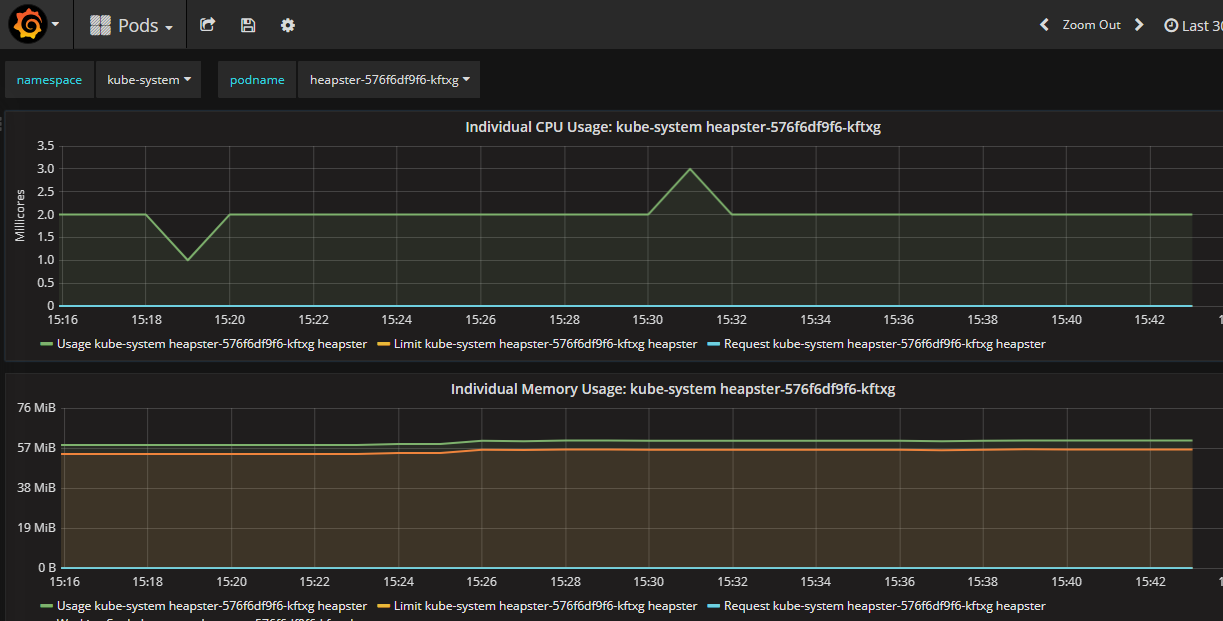 Pods
Zoom Out
Last 30
namespace kube-system podname heapster-576f6df9f6-kftxg
Individual CPU Usage: kube-system heapster-576f6df9f6-kftxg
Millicores
3.5
3.0
2.5
2.0
1.5
1.0
0.5
0
15:16 15:18 15:20 15:22 15:24 15:26 15:28 15:30 15:32 15:34 15:36 15:38 15:40 15:42
Usage kube-system heapster-576f6df9f6-kftxg heapster Limit kube-system heapster-576f6df9f6-kftxg heapster Request kube-system heapster-576f6df9f6-kftxg heapster
Individual Memory Usage: kube-system heapster-576f6df9f6-kftxg
76 MiB
57 MiB
38 MiB
19 MiB
0 B
15:16 15:18 15:20 15:22 15:24 15:26 15:28 15:30 15:32 15:34 15:36 15:38 15:40 15:42
Usage kube-system heapster-576f6df9f6-kftxg heapster Limit kube-system heapster-576f6df9f6-kftxg heapster Request kube-system heapster-576f6df9f6-kftxg heapster